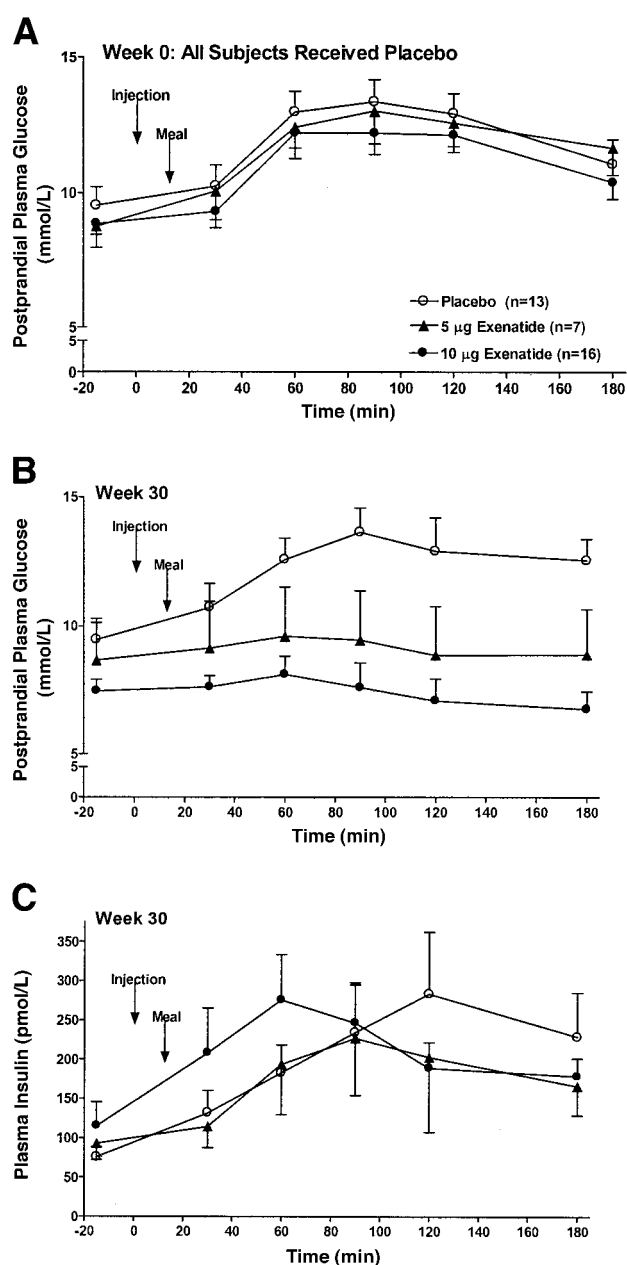 A
Week 0: All Subjects Received Placebo
15
Injection
Meal
10
Postprandial Plasma Glucose
(mmol/L)
Placebo (n=13)
5 μg Exenatide (n=7)
10 μg Exenatide (n=16)
5
5
0
-20 0 20 40 60 80 100 120 140 160 180
Time (min)
B
Week 30
15
Injection
Meal
10
Postprandial Plasma Glucose
(mmol/L)
5
5
0
-20 0 20 40 60 80 100 120 140 160 180
Time (min)
C
Week 30
350
Injection
300
250
Meal
200
150
100
50
0
Plasma Insulin (pmol/L)
-20 0 20 40 60 80 100 120 140 160 180
Time (min)